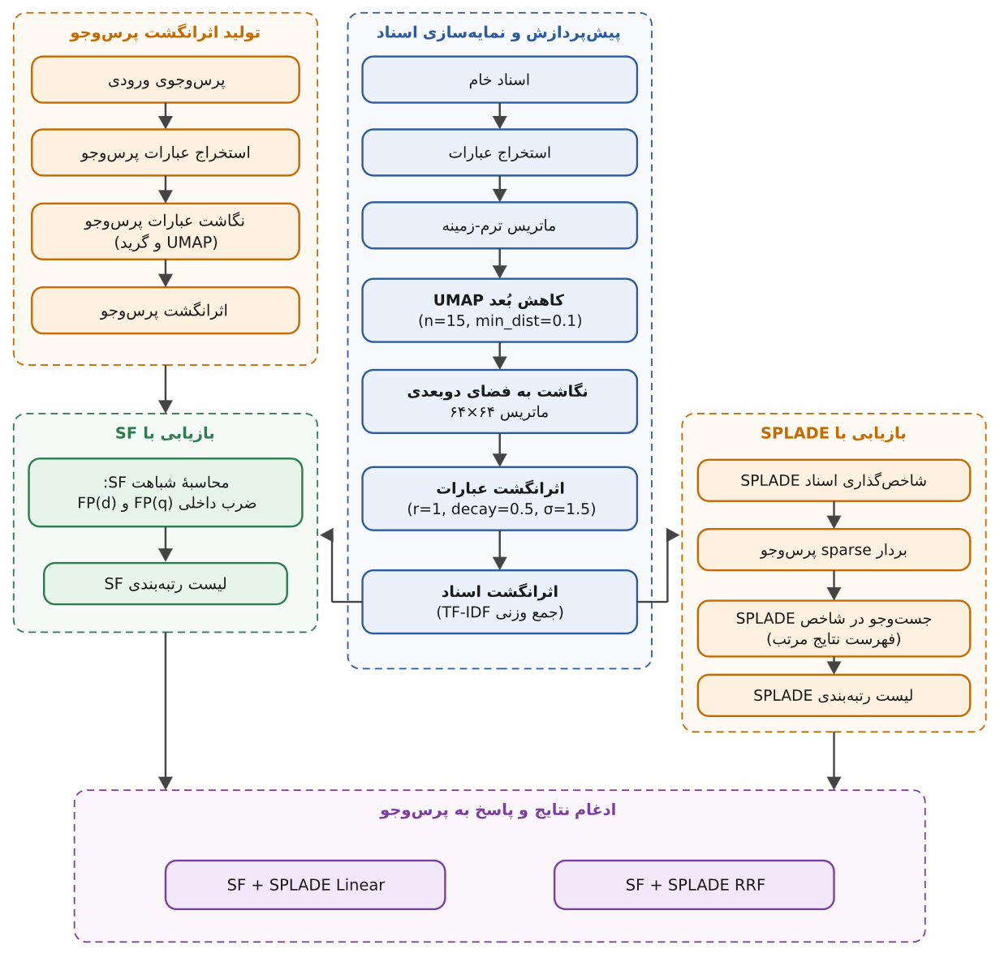 تولید اثرانگشت پرس‌وجو
پرس‌وجوی ورودی
استخراج عبارات پرس‌وجو
نگاشت عبارات پرس‌وجو
(UMAP و گرید)
اثرانگشت پرس‌وجو
پیش‌پردازش و نمایه‌سازی اسناد
اسناد خام
استخراج عبارات
ماتریس ترم-زمینه
کاهش بُعد UMAP
(n=15, min_dist=0.1)
نگاشت به فضای دوبعدی
ماتریس ۶۴×۶۴
اثرانگشت عبارات
(r=1, decay=0.5, σ=1.5)
اثرانگشت اسناد
(جمع وزنی TF-IDF)
بازیابی با SF
محاسبهٔ شباهت SF:
ضرب داخلی FP(q) و FP(d)
لیست رتبه‌بندی SF
بازیابی با SPLADE
شاخص‌گذاری اسناد SPLADE
بردار sparse پرس‌وجو
جست‌وجو در شاخص SPLADE
(فهرست نتایج مرتب)
لیست رتبه‌بندی SPLADE
ادغام نتایج و پاسخ به پرس‌وجو
SF + SPLADE Linear
SF + SPLADE RRF